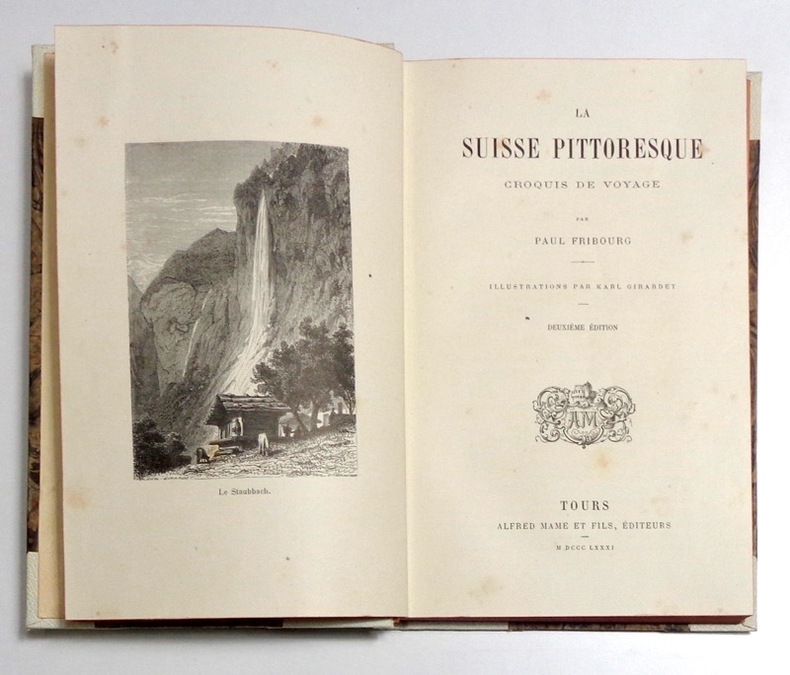 Le Staubbach.
LA
SUISSE PITTORESQUE
CROQUIS DE VOYAGE
PAR
PAUL FRIBOURG
ILLUSTRATIONS PAR KARL GIRARDET
DEUXIÈME ÉDITION
AM
TOURS
ALFRED MAME ET FILS, ÉDITEURS
M DCCC LXXXI